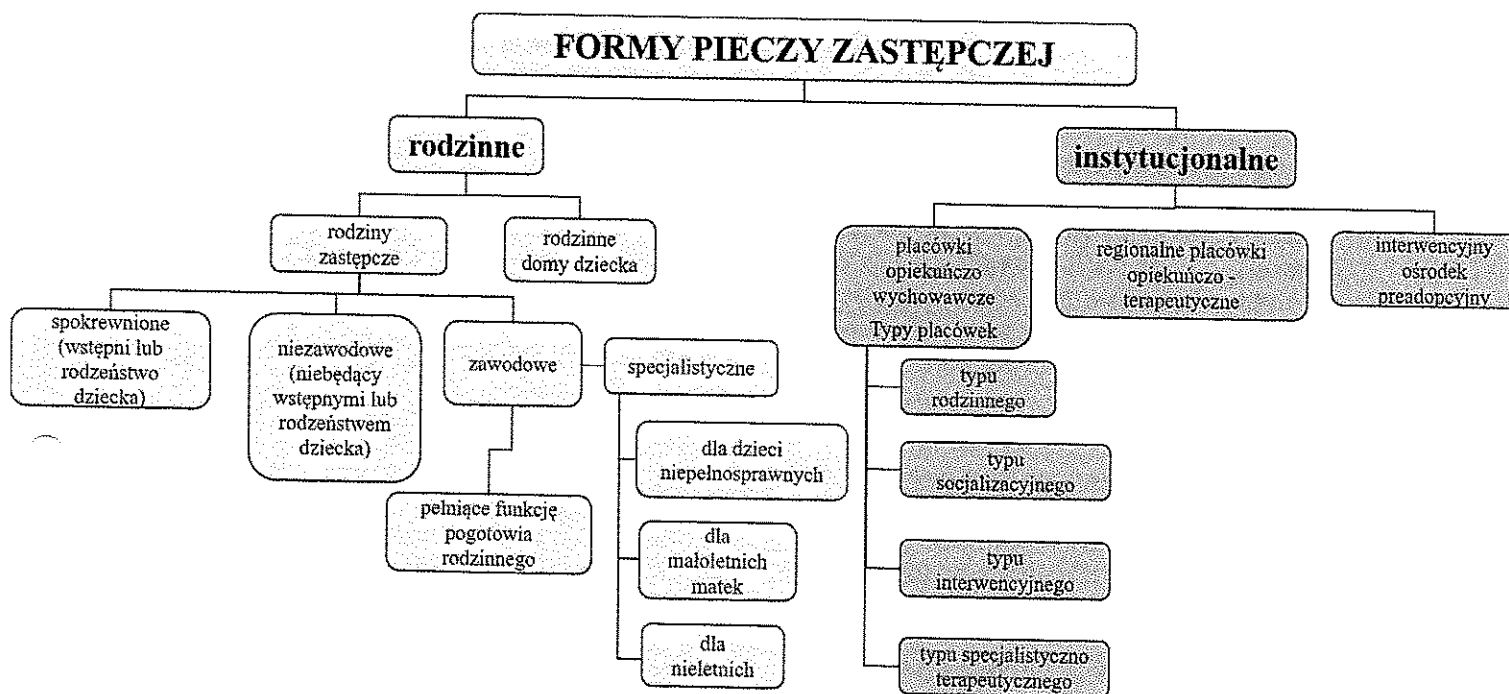 FORMY PIECZY ZASTĘPCZEJ
rodzinne
instytucjonalne
rodziny
zastępcze
rodzinne
domy dziecka
placówki
opiekuńczo
wychowawcze
Typy placówek
regionalne placówki
opiekuńczo -
terapeutyczne
interwencyjny
ośrodek
preadopcyjny
spokrewnione
(wstępni lub
rodzeństwo
dziecka)
niezawodowe
(niebędący
wstępnymi lub
rodzeństwem
dziecka)
zawodowe
specjalistyczne
pełniące funkcję
pogotowia
rodzinnego
dla dzieci
niepełnosprawnych
dla
małoletnich
matek
dla
nieletnich
typu
rodzinnego
typu
socjalizacyjnego
typu
interwencyjnego
typu specjalistyczno
terapeutycznego